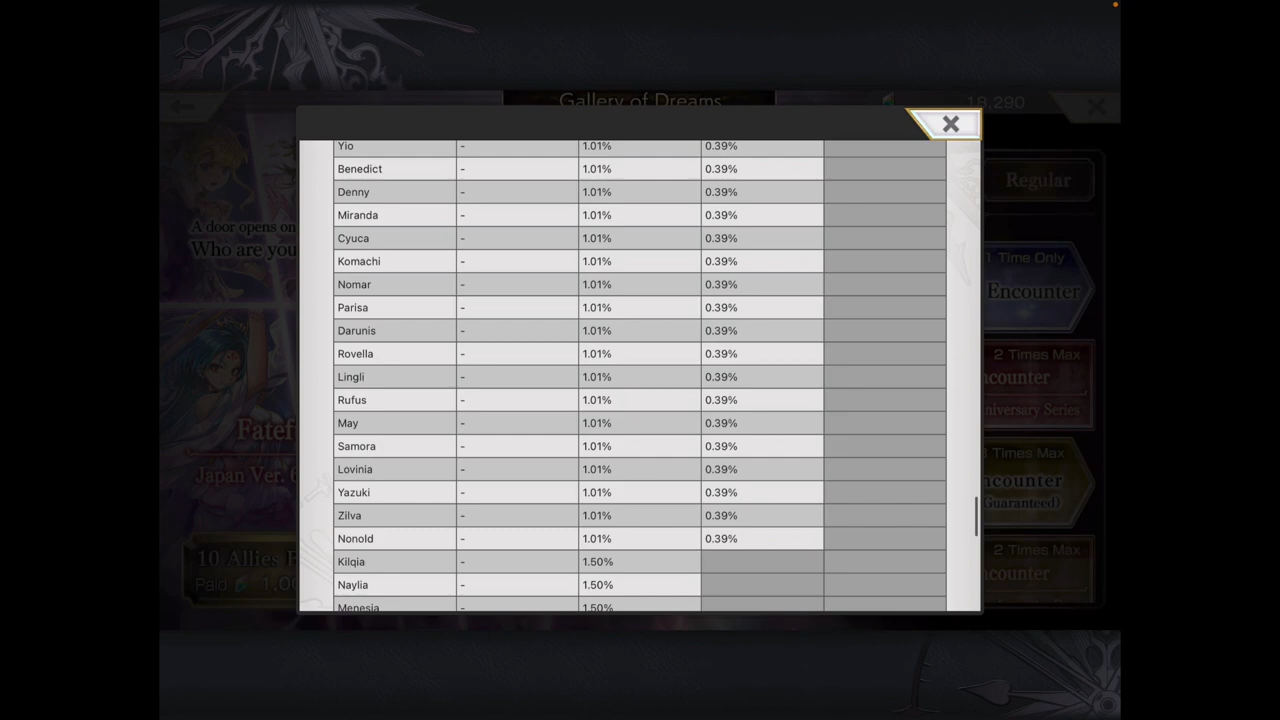 Gallery of Dreams
18,290
Yio - 1.01% 0.39%
Benedict - 1.01% 0.39%
Denny - 1.01% 0.39%
Miranda - 1.01% 0.39%
Cyuca - 1.01% 0.39%
Komachi - 1.01% 0.39%
Nomar - 1.01% 0.39%
Parisa - 1.01% 0.39%
Darunis - 1.01% 0.39%
Rovella - 1.01% 0.39%
Lingli - 1.01% 0.39%
Rufus - 1.01% 0.39%
May - 1.01% 0.39%
Samora - 1.01% 0.39%
Lovinia - 1.01% 0.39%
Yazuki - 1.01% 0.39%
Zilva - 1.01% 0.39%
Nonold - 1.01% 0.39%
Kilqia - 1.50%
Naylia - 1.50%
Menesia - 1.50%
A door opens on
Who are you
Fatef
Japan Ver.
10 Allies
Paid
Regular
Time Only
Encounter
2 Times Max
ncounter
niversary Series
Times Max
ncounter
(Guaranteed)
2 Times Max
ncounter